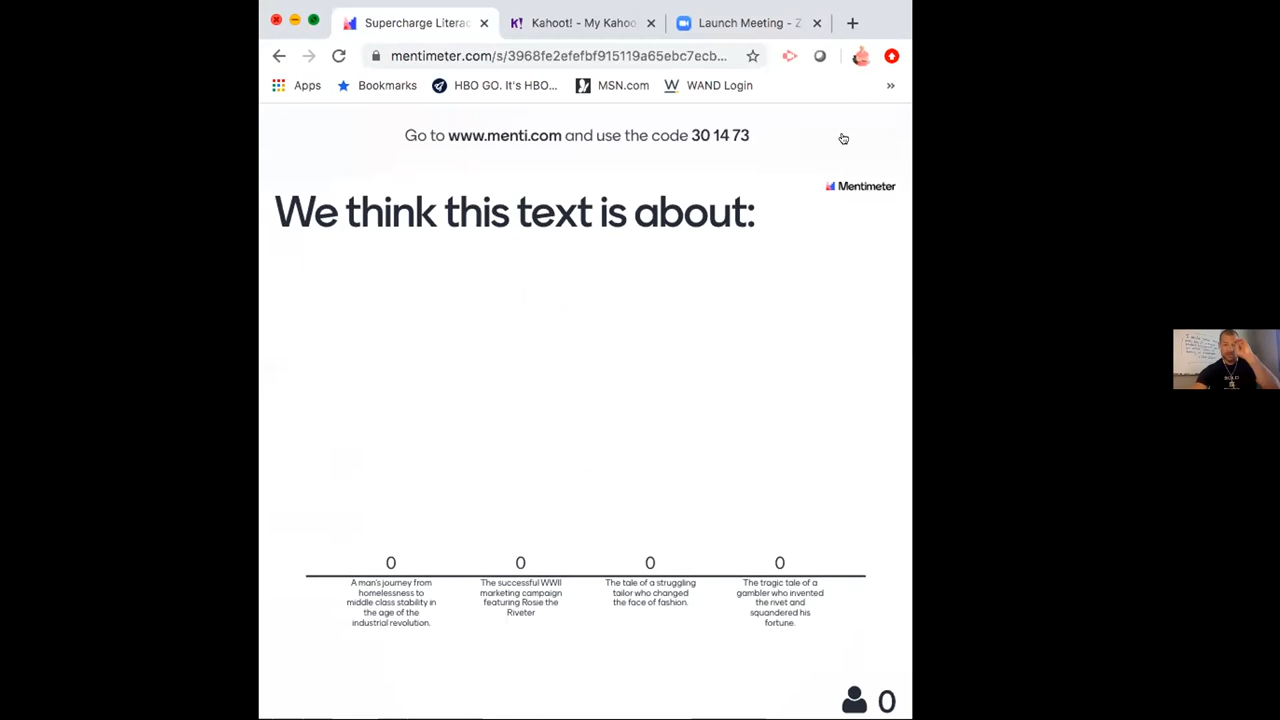 Supercharge Literac
Kahoot! - My Kahoo
Launch Meeting - Z
mentimeter.com/s/3968fe2efefbf915119a65ebc7ecb...
Apps
Bookmarks
HBO GO. It's HBO...
MSN.com
WAND Login
»
Go to www.menti.com and use the code 30 14 73
Mentimeter
We think this text is about:
0
0
0
0
A man's journey from
homelessness to
middle class stability in
the age of the
industrial revolution.
The successful WWII
marketing campaign
featuring Rosie the
Riveter
The tale of a struggling
tailor who changed
the face of fashion.
The tragic tale of a
gambler who invented
the rivet and
squandered his
fortune.
0